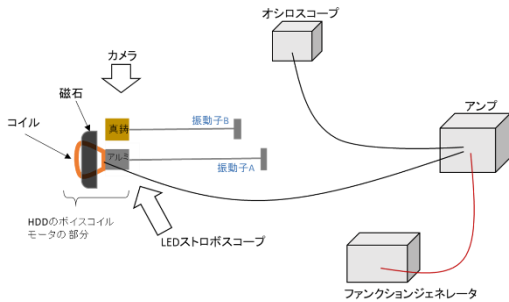 オシロスコープ
カメラ
アンプ
磁石
コイル
真鍮
振動子B
アルミ
振動子A
HDDのボイスコイル
モータの 部分
LEDストロボスコープ
ファンクションジェネレータ